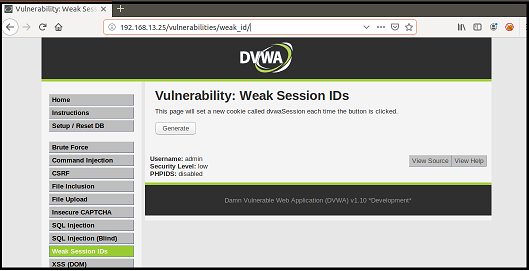 Vulnerability: Weak Sess
192.168.13.25/vulnerabilities/weak_id/
DVWA
Home
Instructions
Setup / Reset DB
Brute Force
Command Injection
CSRF
File Inclusion
File Upload
Insecure CAPTCHA
SQL Injection
SQL Injection (Blind)
Weak Session IDs
XSS (DOM)
Vulnerability: Weak Session IDs
This page will set a new cookie called dvwaSession each time the button is clicked.
Generate
Username: admin
Security Level: low
PHPIDS: disabled
View Source View Help
Damn Vulnerable Web Application (DVWA) v1.10 *Development*